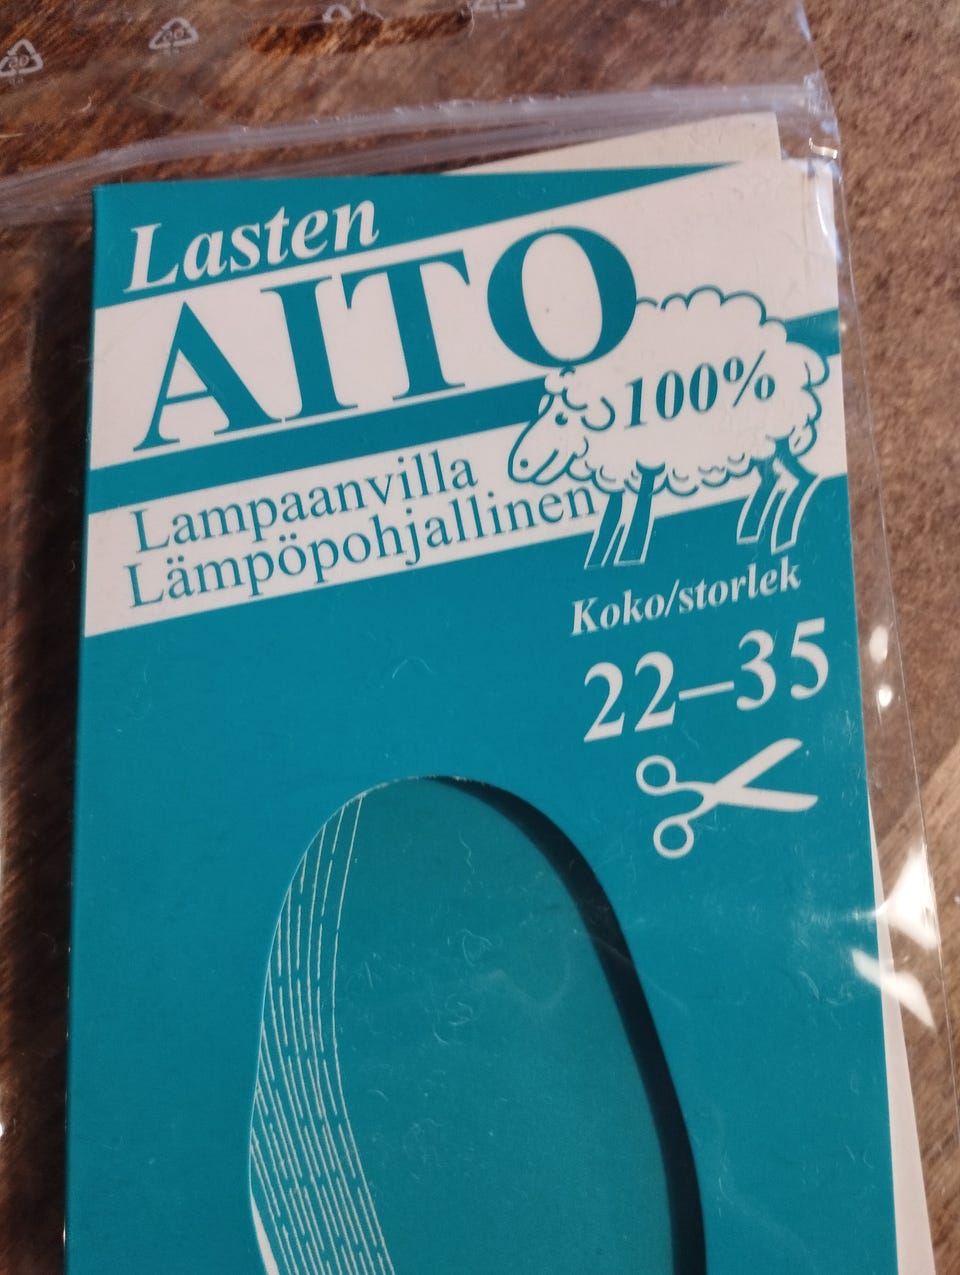 Lasten
AITO
100%
Lampaanvilla
Lämpöpohjallinen
Koko/storlek
22–35